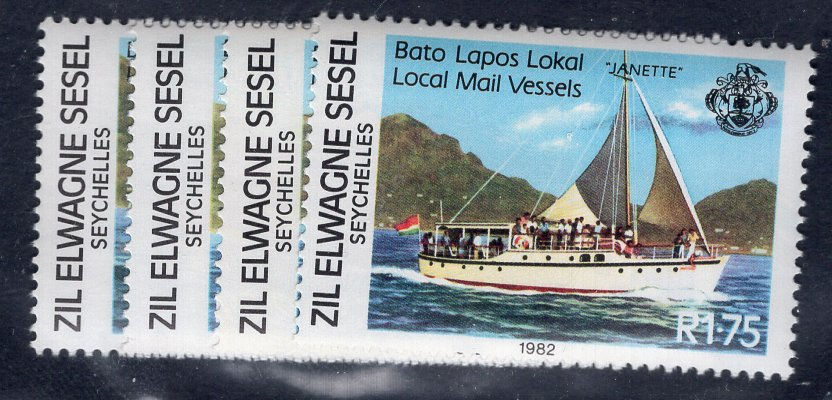 ZIL ELWAGNE SESEL
SEYCHELLES
ZIL ELWAGNE SESEL
SEYCHELLES
ZIL ELWAGNE SESEL
SEYCHELLES
ZIL ELWAGNE SESEL
SEYCHELLES
Bato Lapos Lokal
Local Mail Vessels
"JANETTE"
R1·75
1982